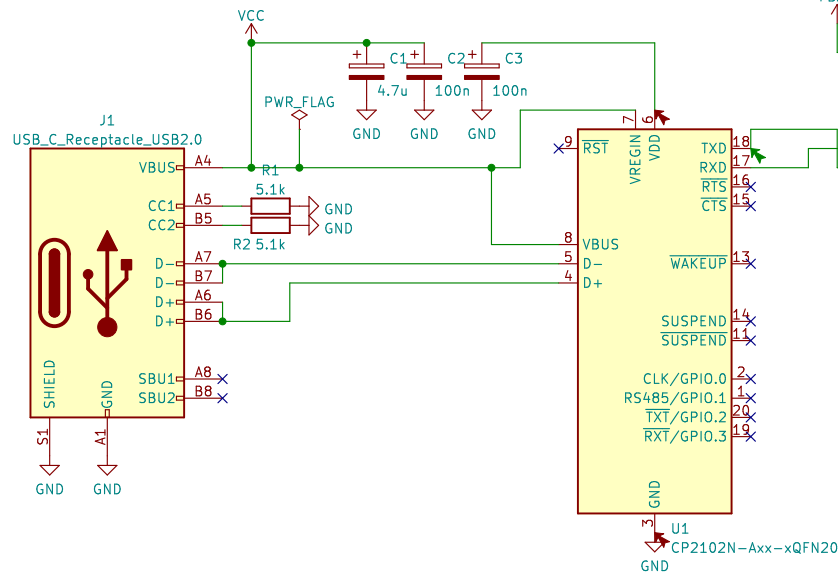 VCC
C1
4.7u
C2
100n
C3
100n
GND
GND
GND
PWR_FLAG
J1
USB_C_Receptacle_USB2.0
VBUS A4
CC1 A5
CC2 B5
D- A7
D- B7
D+ A6
D+ B6
SBU1 A8
SBU2 B8
SHIELD
GND
S1
A1
GND
GND
R1
5.1k
GND
GND
R2 5.1k
7
6
VREGIN
VDD
9 RST
8 VBUS
5 D-
4 D+
TXD 18
RXD 17
RTS 16
CTS 15
WAKEUP 13
SUSPEND 14
SUSPEND 11
CLK/GPIO.0 2
RS485/GPIO.1 1
TXT/GPIO.2 20
RXT/GPIO.3 19
GND
3
U1
CP2102N-Axx-xQFN20
GND